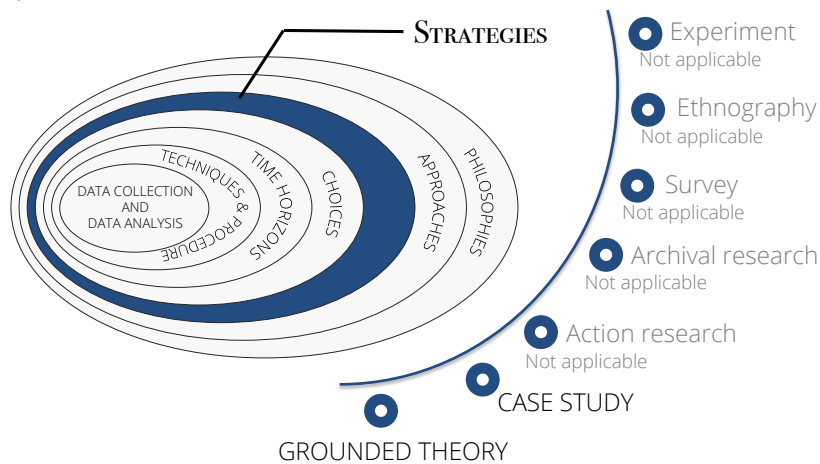 STRATEGIES
DATA COLLECTION
AND
DATA ANALYSIS
TECHNIQUES & PROCEDURE
TIME HORIZONS
CHOICES
APPROACHES
PHILOSOPHIES
Experiment
Not applicable
Ethnography
Not applicable
Survey
Not applicable
Archival research
Not applicable
Action research
Not applicable
CASE STUDY
GROUNDED THEORY